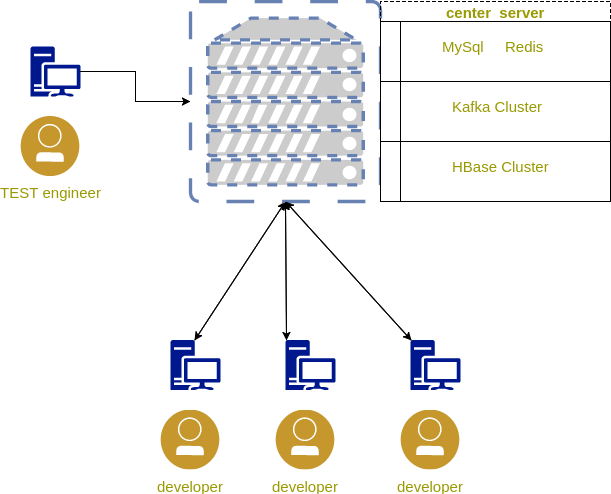 center server
MySql Redis
Kafka Cluster
HBase Cluster
TEST engineer
developer developer developer